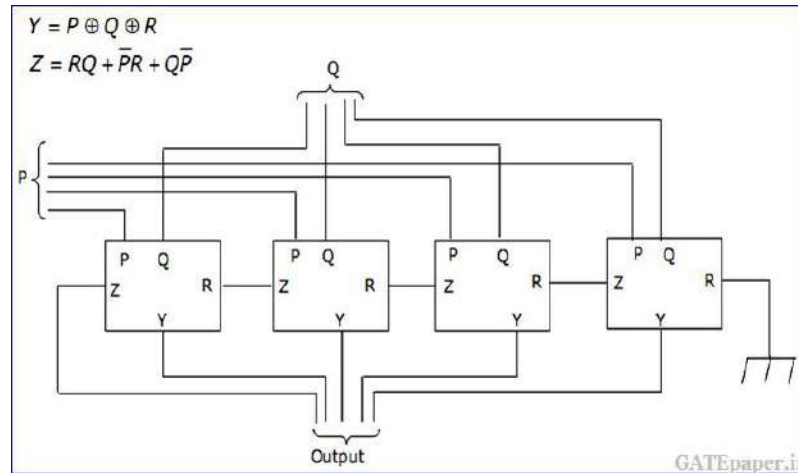 Y = P ⊕ Q ⊕ R
Z = RQ + P̅R + QP̅
Q
P
P Q P Q P Q P Q
Z R Z R Z R Z R
Y Y Y Y
Output
GATEpaper.i